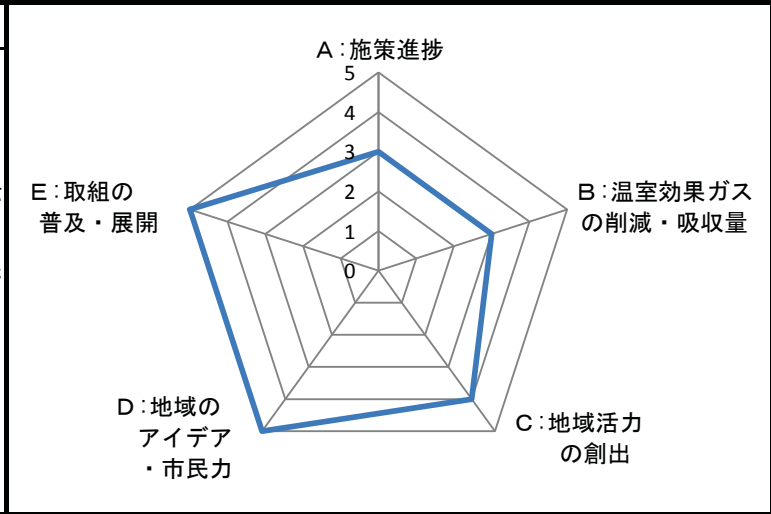 Ａ：施策進捗
5
4
3
2
1
0
Ｂ：温室効果ガス
の削減・吸収量
Ｃ：地域活力
の創出
Ｄ：地域の
アイデア
・市民力
Ｅ：取組の
普及・展開